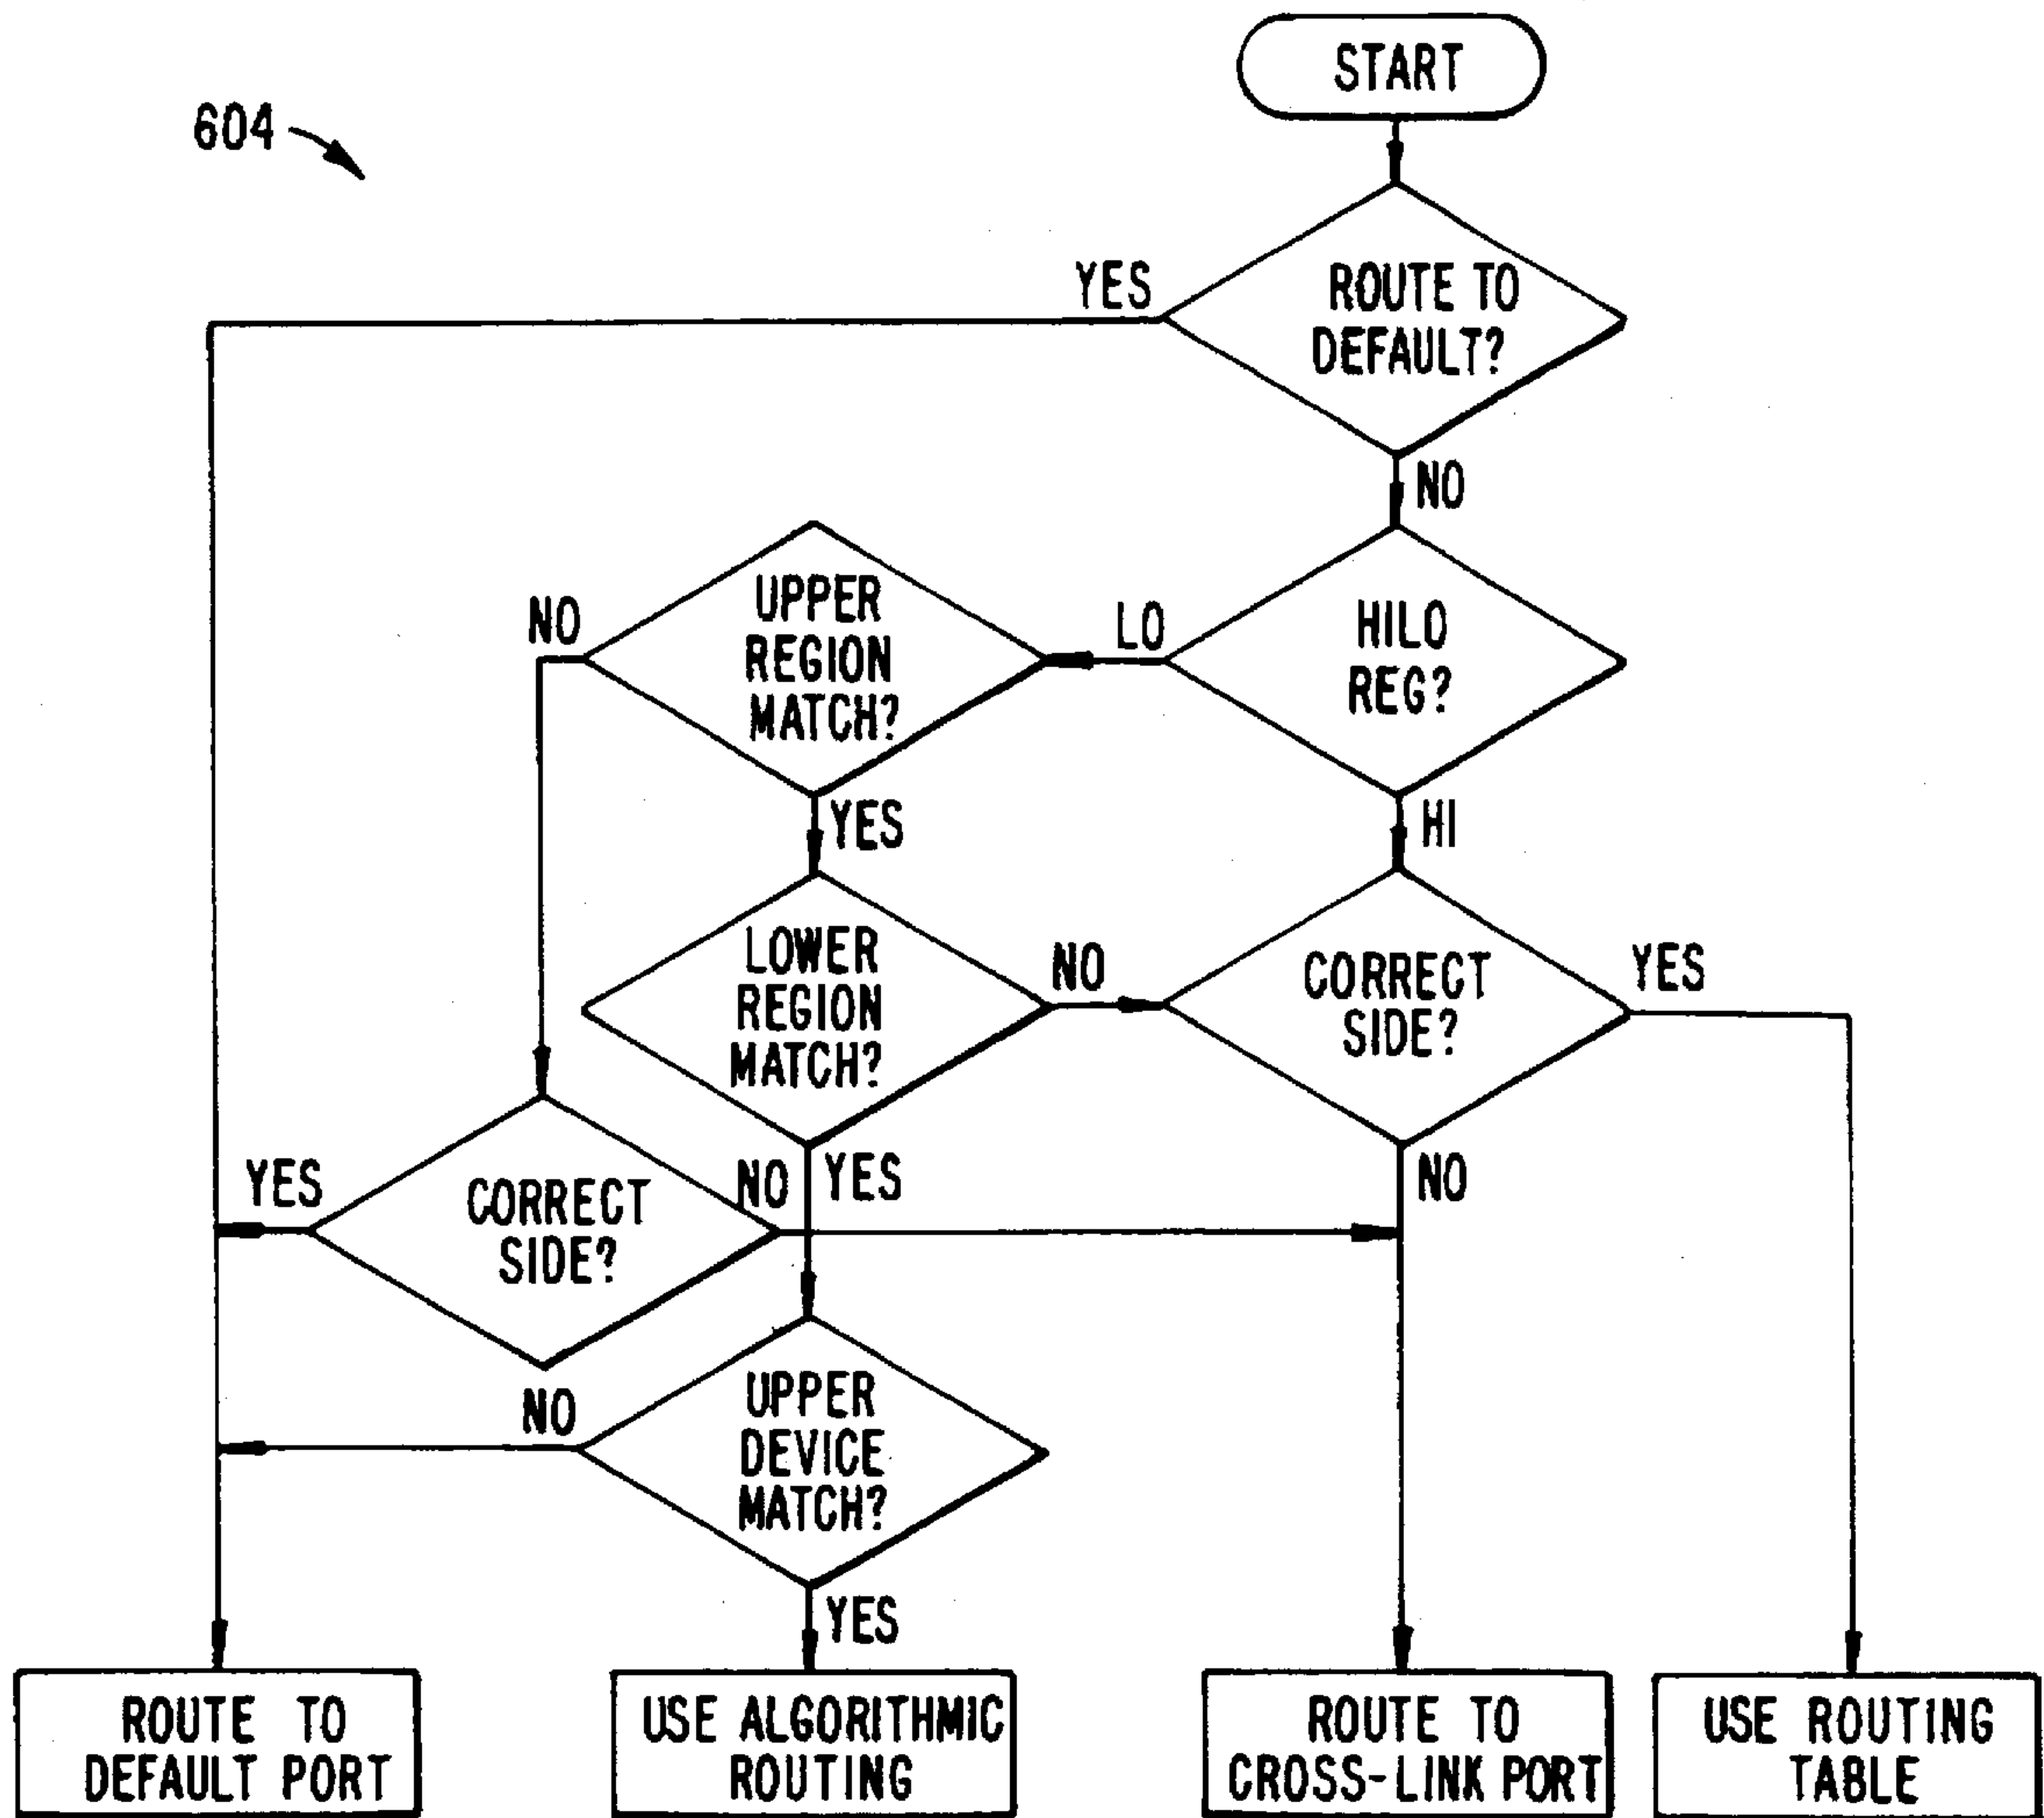 START
604
YES
ROUTE TO
DEFAULT?
NO
UPPER
REGION
MATCH?
NO
LO
HILO
REG?
YES
HI
LOWER
REGION
MATCH?
NO
CORRECT
SIDE?
YES
YES
CORRECT
SIDE?
NO
YES
NO
NO
UPPER
DEVICE
MATCH?
YES
ROUTE TO
DEFAULT PORT
USE ALGORITHMIC
ROUTING
ROUTE TO
CROSS-LINK PORT
USE ROUTING
TABLE